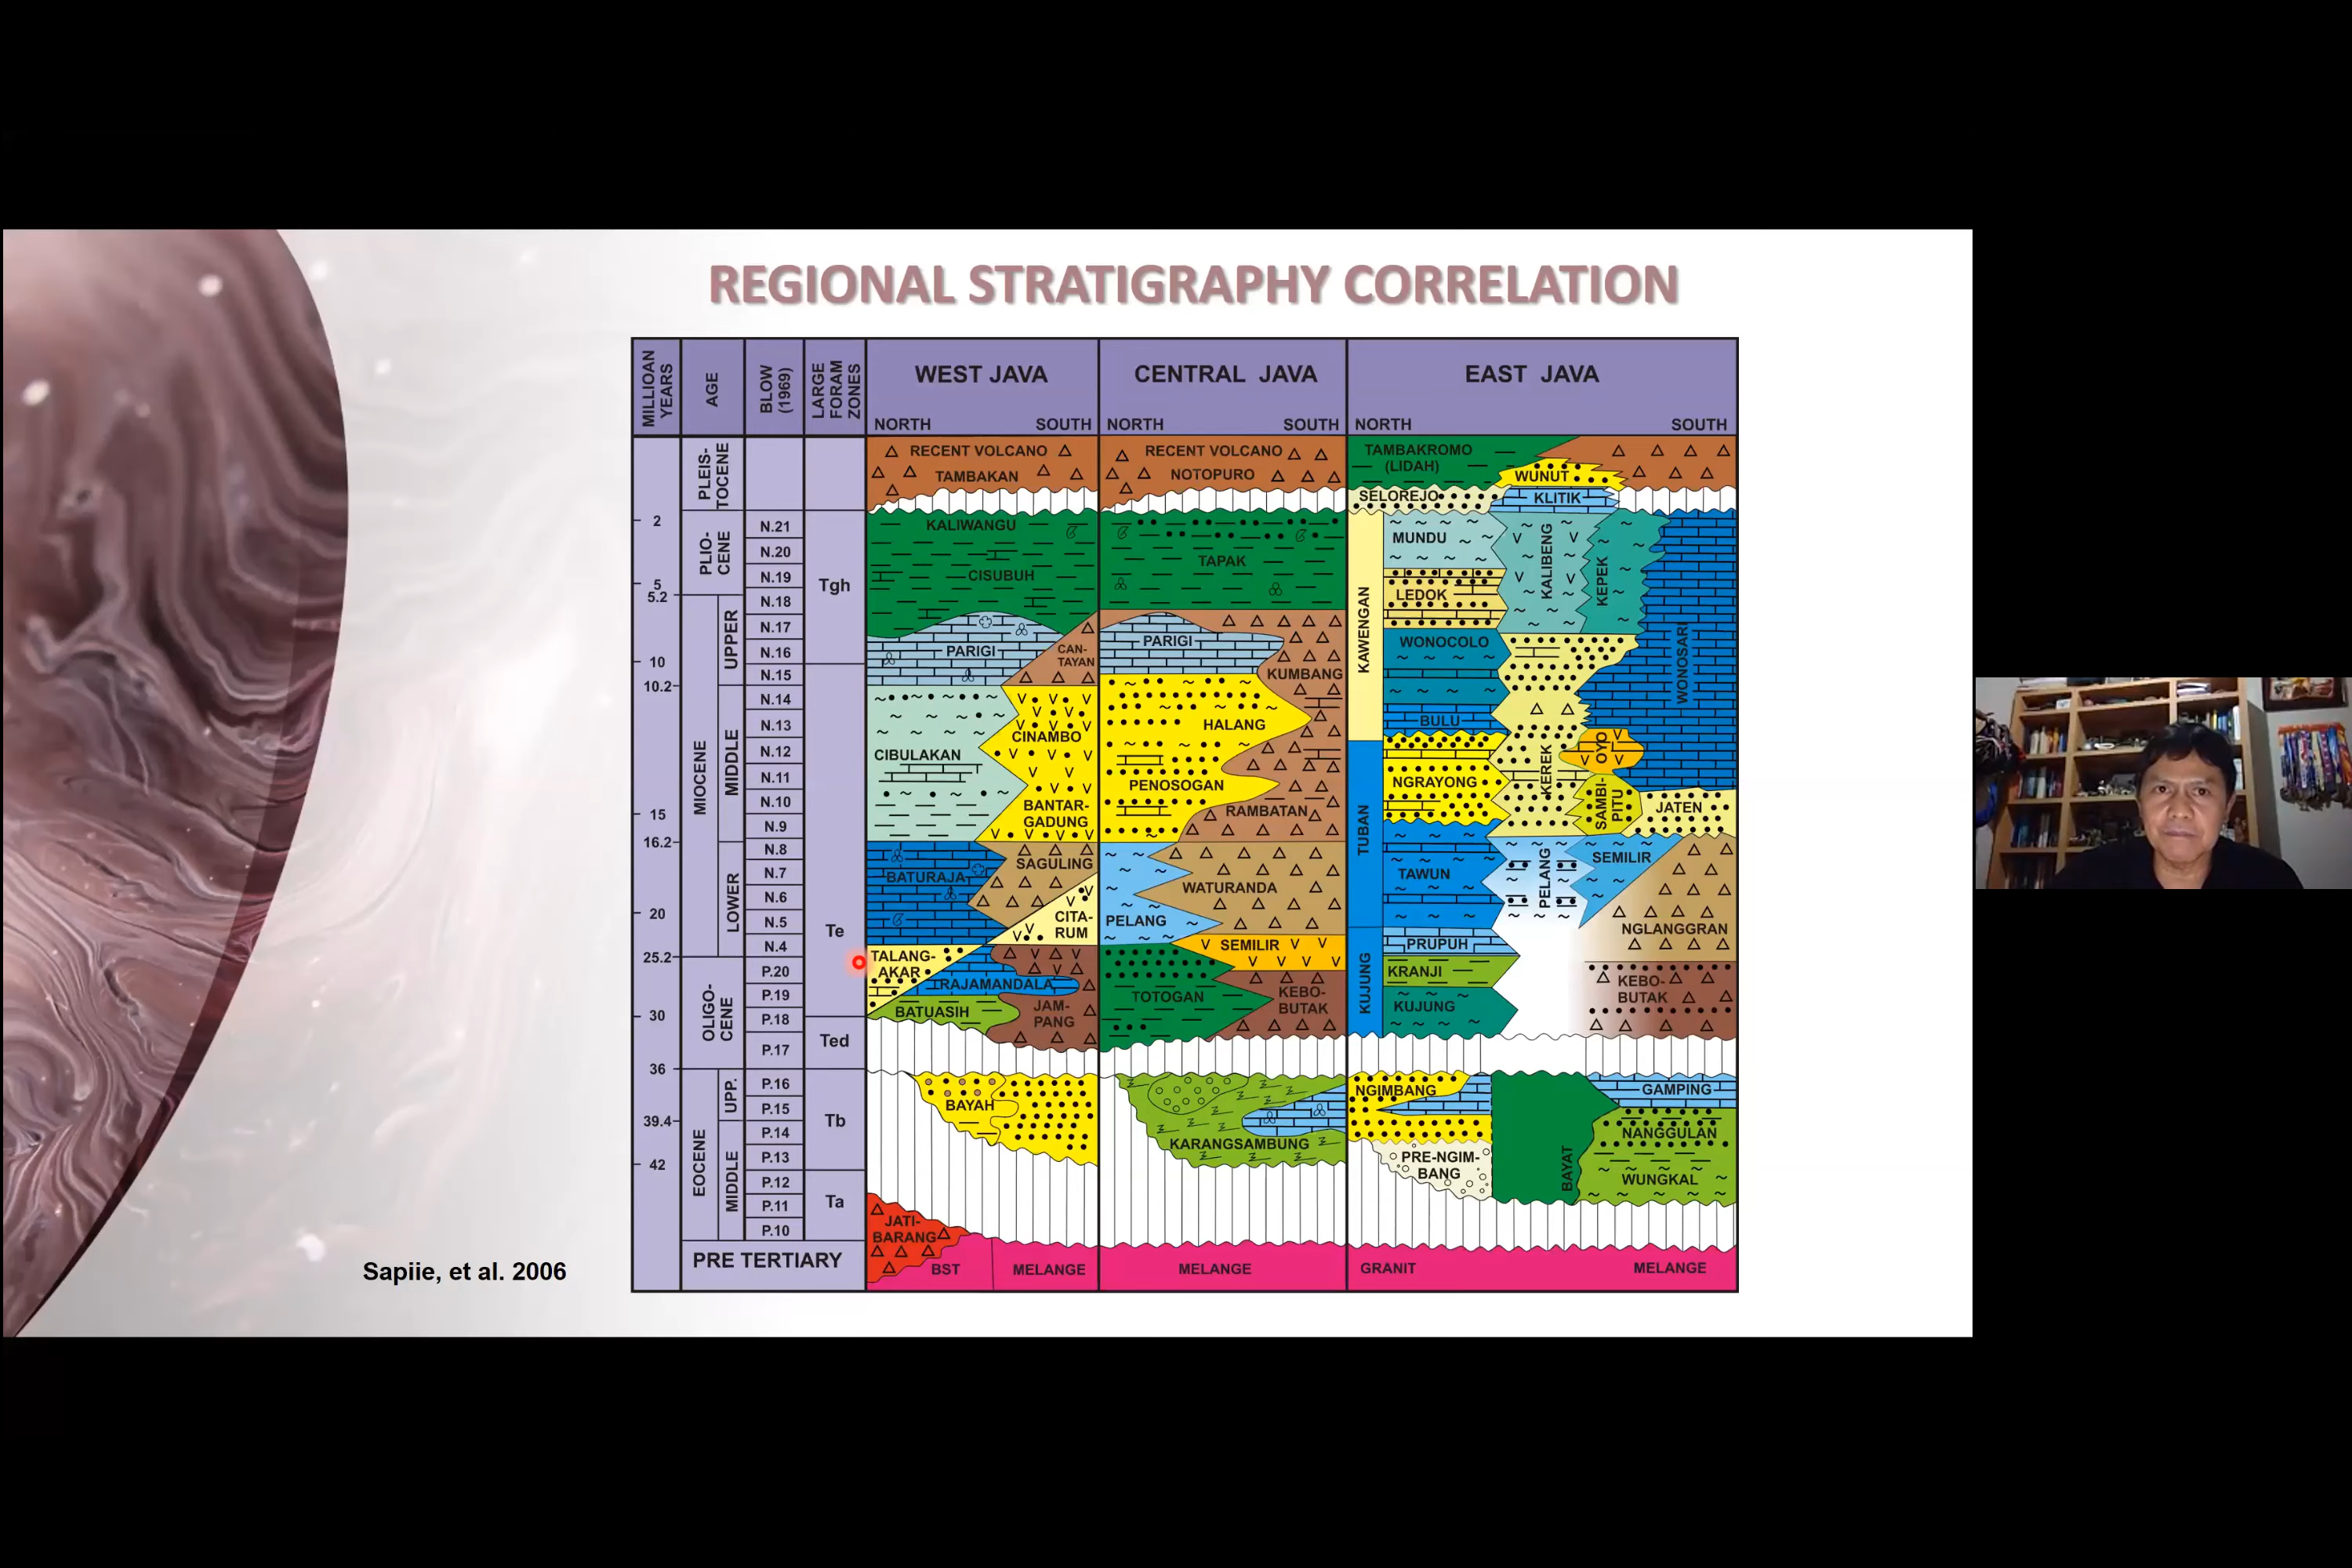 REGIONAL STRATIGRAPHY CORRELATION
MILLIOAN
YEARS
AGE
BLOW
(1969)
LARGE
FORAM
ZONES
WEST JAVA
CENTRAL JAVA
EAST JAVA
NORTH
SOUTH
NORTH
SOUTH
NORTH
SOUTH
2
5
5.2
10
10.2
15
16.2
20
25.2
30
36
39.4
42
PLEIS-
TOCENE
PLIO-
CENE
MIOCENE
UPPER
MIDDLE
LOWER
OLIGO-
CENE
EOCENE
UPP.
MIDDLE
PRE TERTIARY
N.21
N.20
N.19
N.18
N.17
N.16
N.15
N.14
N.13
N.12
N.11
N.10
N.9
N.8
N.7
N.6
N.5
N.4
P.20
P.19
P.18
P.17
P.16
P.15
P.14
P.13
P.12
P.11
P.10
Tgh
Te
Ted
Tb
Ta
RECENT VOLCANO
TAMBAKAN
KALIWANGU
CISUBUH
PARIGI
CAN-
TAYAN
CIBULAKAN
CINAMBO
BANTAR-
GADUNG
BATURAJA
SAGULING
CITA-
RUM
TALANG-
AKAR
RAJAMANDALA
BATUASIH
JAM-
PANG
BAYAH
JATI-
BARANG
BST
MELANGE
RECENT VOLCANO
NOTOPURO
TAPAK
PARIGI
KUMBANG
HALANG
PENOSOGAN
RAMBATAN
WATURANDA
PELANG
SEMILIR
TOTOGAN
KEBO-
BUTAK
KARANGSAMBUNG
MELANGE
TAMBAKROMO
(LIDAH)
WUNUT
SELOREJO
KLITIK
KAWENGAN
MUNDU
LEDOK
WONOCOLO
BULU
KALIBENG
KEPEK
WONOSARI
TUBAN
NGRAYONG
KEREK
OYO
SAMBI-
PITU
JATEN
TAWUN
PELANG
SEMILIR
NGLANGGRAN
KUJUNG
PRUPUH
KRANJI
KUJUNG
KEBO-
BUTAK
NGIMBANG
PRE-NGIM-
BANG
BAYAT
GAMPING
NANGGULAN
WUNGKAL
GRANIT
MELANGE
Sapiie, et al. 2006